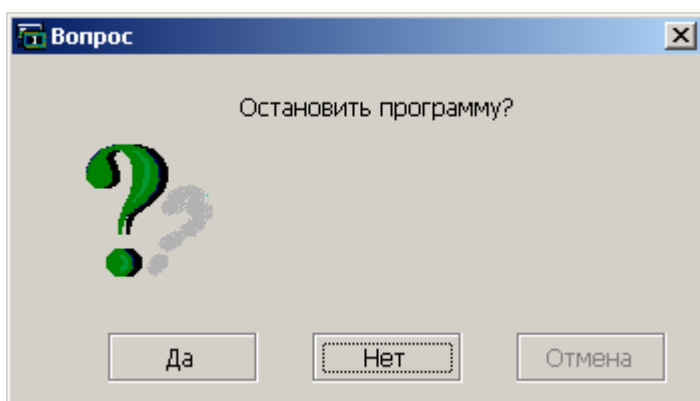 Вопрос
Остановить программу?
Да
Нет
Отмена